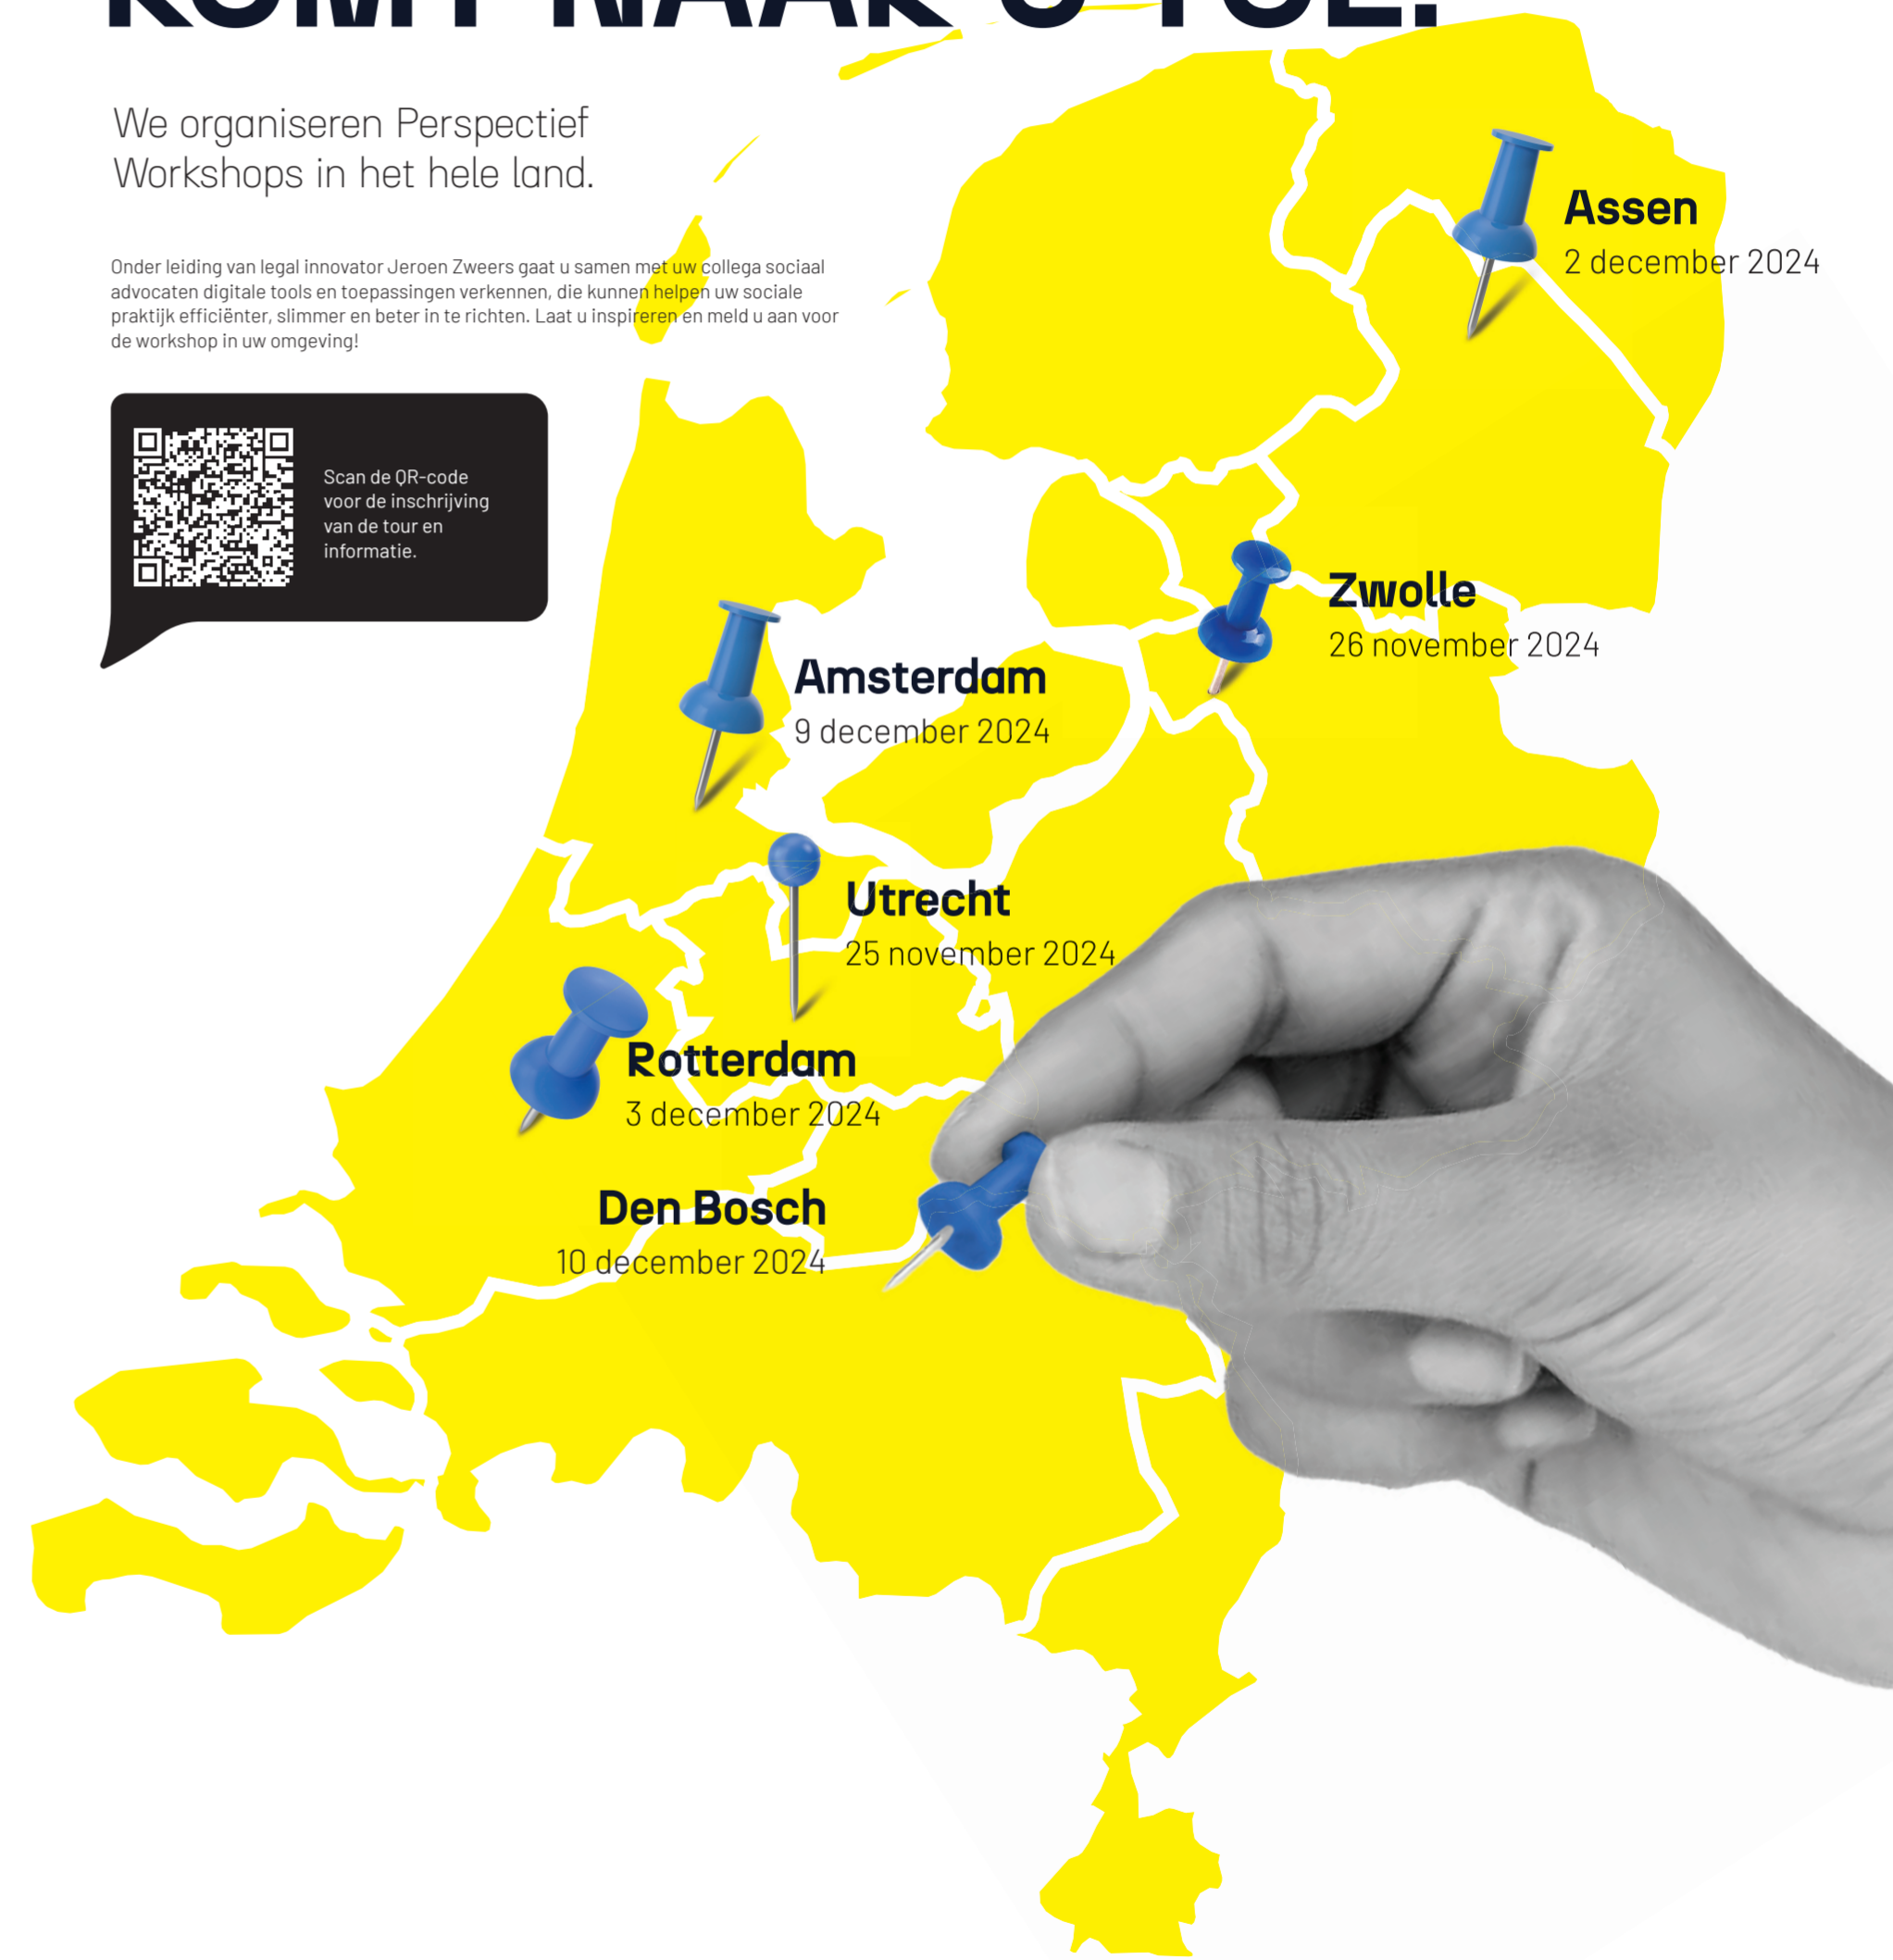 KOMT NAAR U TOE!
We organiseren Perspectief
Workshops in het hele land.
Onder leiding van legal innovator Jeroen Zweers gaat u samen met uw collega sociaal
advocaten digitale tools en toepassingen verkennen, die kunnen helpen uw sociale
praktijk efficiënter, slimmer en beter in te richten. Laat u inspireren en meld u aan voor
de workshop in uw omgeving!
Scan de QR-code
voor de inschrijving
van de tour en
informatie.
Assen
2 december 2024
Zwolle
26 november 2024
Amsterdam
9 december 2024
Utrecht
25 november 2024
Rotterdam
3 december 2024
Den Bosch
10 december 2024